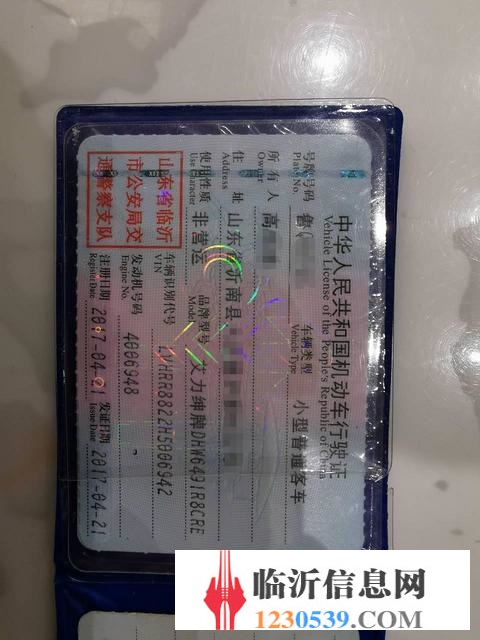 中华人民共和国机动车行驶证
Vehicle License of the People's Republic of China
号牌号码 鲁Q 车辆类型 小型普通客车
Plate No. Vehicle Type
所有人 高
Owner
住址 山东省沂南县
Address
使用性质 非营运 品牌型号 艾力绅牌DHW6491R8CRE
Use Character Model
山东省临沂
市公安局交
通警察支队
车辆识别代号 HRR8822H5006942
VIN
发动机号码 4006948
Engine No.
注册日期 2017-04-21 发证日期 2017-04-21
Register Date Issue Date
临沂信息网
1230539.com